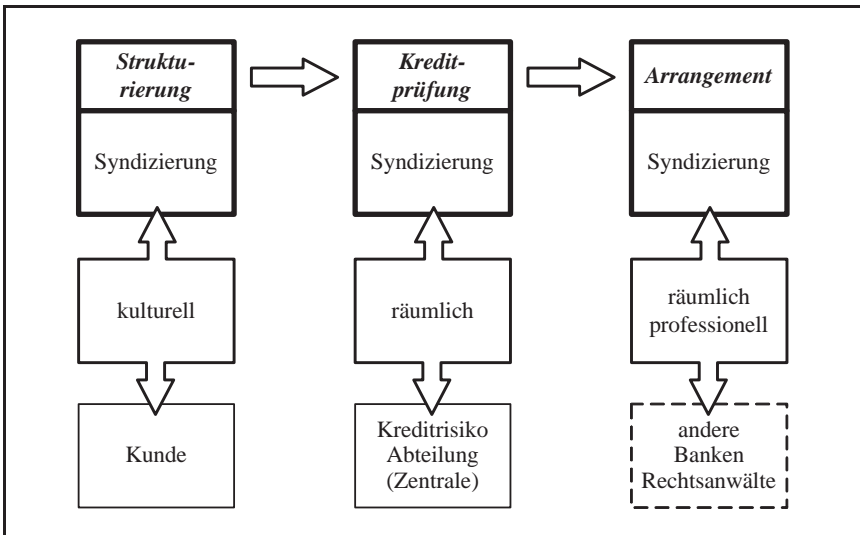 Struktu-
rierung
Syndizierung
kulturell
Kunde
Kredit-
prüfung
Syndizierung
räumlich
Kreditrisiko
Abteilung
(Zentrale)
Arrangement
Syndizierung
räumlich
professionell
andere
Banken
Rechtsanwälte